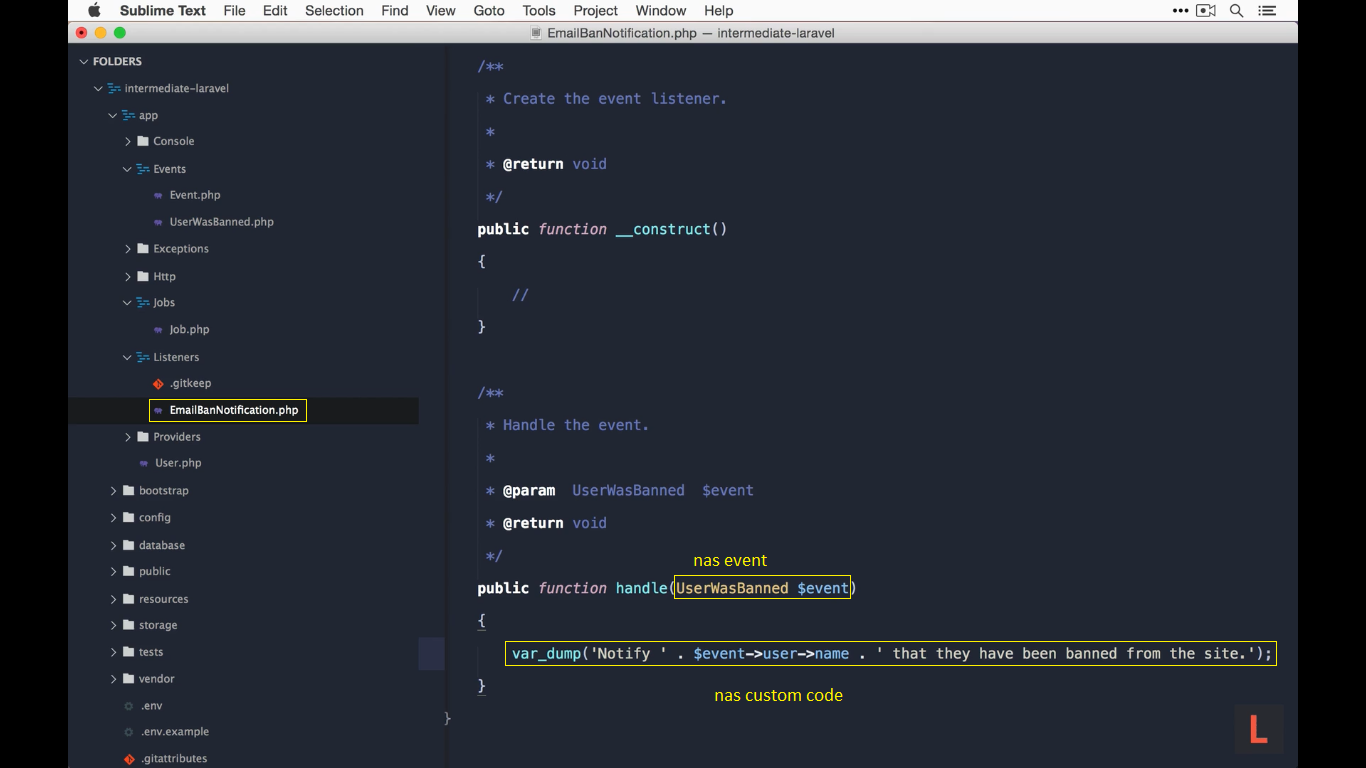 Sublime Text File Edit Selection Find View Goto Tools Project Window Help
EmailBanNotification.php — intermediate-laravel
FOLDERS
intermediate-laravel
app
Console
Events
Event.php
UserWasBanned.php
Exceptions
Http
Jobs
Job.php
Listeners
.gitkeep
EmailBanNotification.php
Providers
User.php
bootstrap
config
database
public
resources
storage
tests
vendor
.env
.env.example
.gitattributes
/**
* Create the event listener.
*
* @return void
*/
public function __construct()
{
//
}
/**
* Handle the event.
*
* @param UserWasBanned $event
* @return void
*/
nas event
public function handle(UserWasBanned $event)
{
var_dump('Notify ' . $event->user->name . ' that they have been banned from the site.');
}
nas custom code
}
L